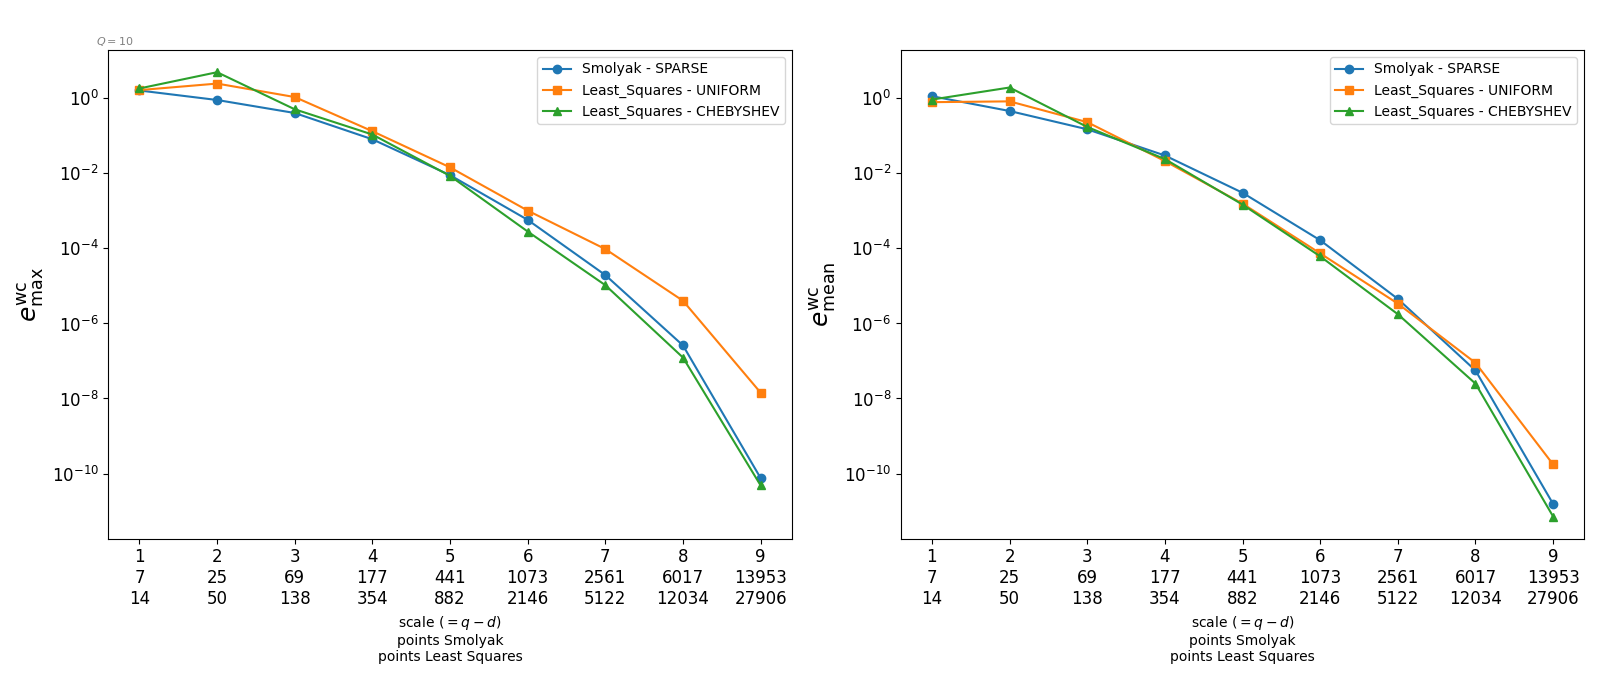 Q = 10
Smolyak - SPARSE
Least_Squares - UNIFORM
Least_Squares - CHEBYSHEV
10^0
10^−2
10^−4
10^−6
10^−8
10^−10
e^wc_max
1 2 3 4 5 6 7 8 9
7 25 69 177 441 1073 2561 6017 13953
14 50 138 354 882 2146 5122 12034 27906
scale (= q − d)
points Smolyak
points Least Squares
Smolyak - SPARSE
Least_Squares - UNIFORM
Least_Squares - CHEBYSHEV
10^0
10^−2
10^−4
10^−6
10^−8
10^−10
e^wc_mean
1 2 3 4 5 6 7 8 9
7 25 69 177 441 1073 2561 6017 13953
14 50 138 354 882 2146 5122 12034 27906
scale (= q − d)
points Smolyak
points Least Squares